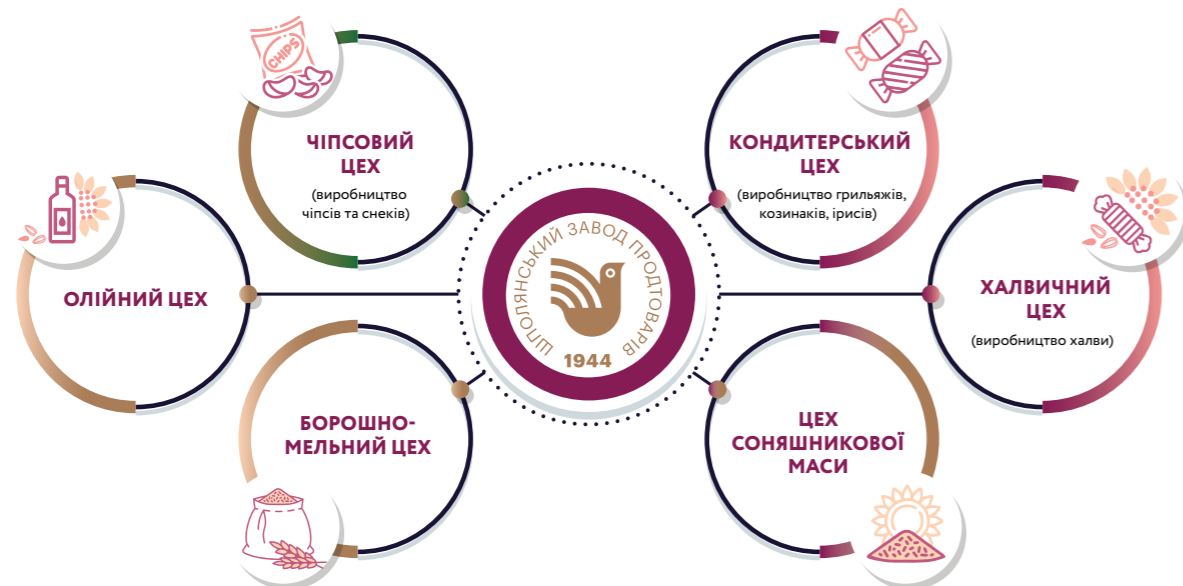 CHIPS
ЧІПСОВИЙ
ЦЕХ
(виробництво
чіпсів та снеків)
КОНДИТЕРСЬКИЙ
ЦЕХ
(виробництво грильяжів,
козинаків, ірисів)
ОЛІЙНИЙ ЦЕХ
ШПОЛЯНСЬКИЙ ЗАВОД ПРОДТОВАРІВ
1944
ХАЛВИЧНИЙ
ЦЕХ
(виробництво халви)
БОРОШНО-
МЕЛЬНИЙ ЦЕХ
ЦЕХ
СОНЯШНИКОВОЇ
МАСИ